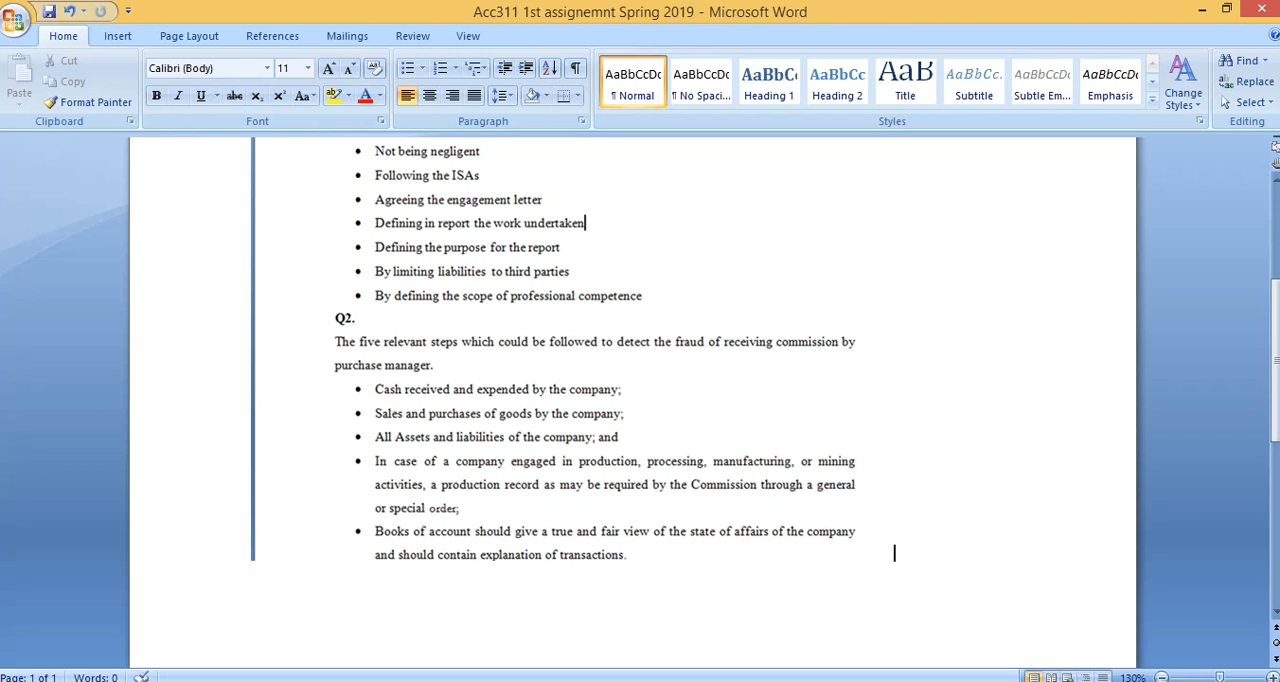 Acc311 1st assignemnt Spring 2019 - Microsoft Word
Home Insert Page Layout References Mailings Review View
Paste Cut Copy Format Painter
Calibri (Body) 11
B I U abc X₂ X² Aa ab A
AaBbCcDc AaBbCcDc AaBbCc AaBbCc AaB AaBbCc. AaBbCcDc AaBbCcDc
¶ Normal ¶ No Spaci... Heading 1 Heading 2 Title Subtitle Subtle Em... Emphasis
Change Styles
Find Replace Select
Clipboard Font Paragraph Styles Editing
• Not being negligent
• Following the ISAs
• Agreeing the engagement letter
• Defining in report the work undertaken
• Defining the purpose for the report
• By limiting liabilities to third parties
• By defining the scope of professional competence
Q2.
The five relevant steps which could be followed to detect the fraud of receiving commission by
purchase manager.
• Cash received and expended by the company;
• Sales and purchases of goods by the company;
• All Assets and liabilities of the company; and
• In case of a company engaged in production, processing, manufacturing, or mining
activities, a production record as may be required by the Commission through a general
or special order;
• Books of account should give a true and fair view of the state of affairs of the company
and should contain explanation of transactions.
Page: 1 of 1 Words: 0 130%